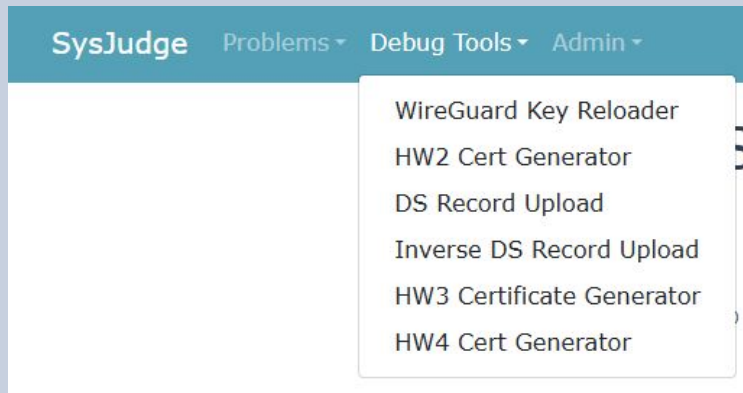 SysJudge Problems Debug Tools Admin
WireGuard Key Reloader
HW2 Cert Generator
DS Record Upload
Inverse DS Record Upload
HW3 Certificate Generator
HW4 Cert Generator